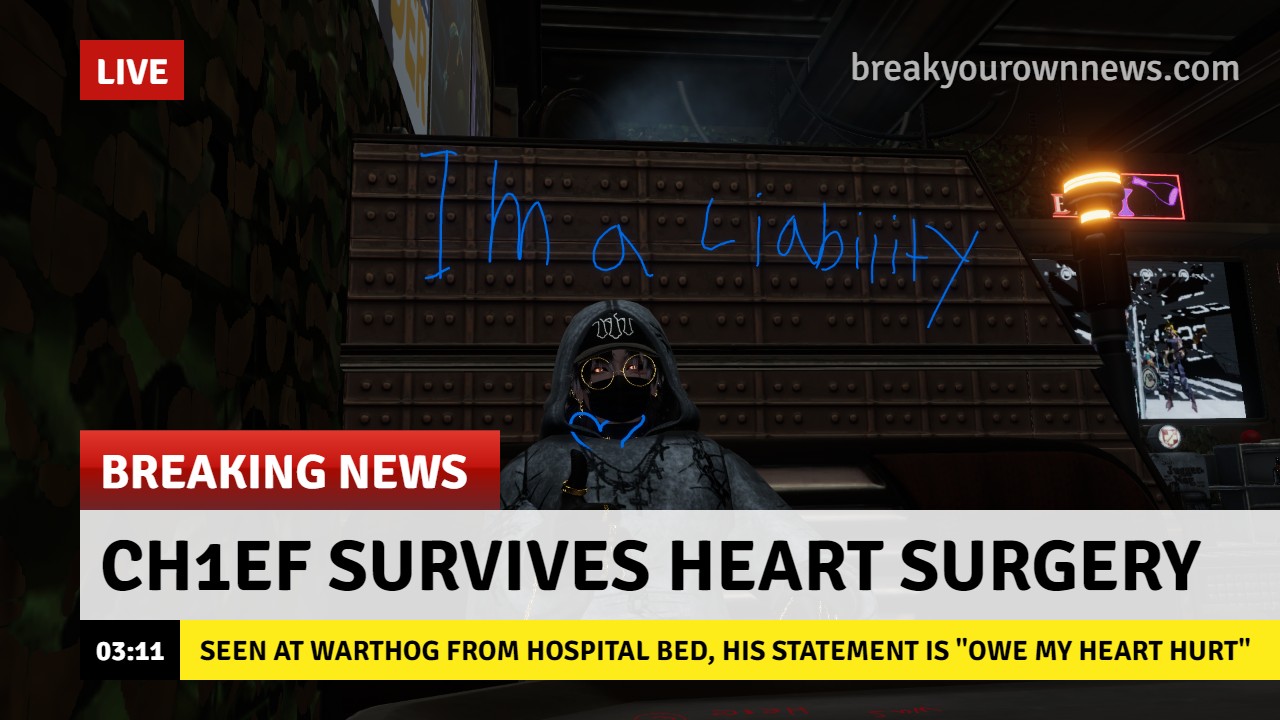 LIVE
breakyourownnews.com
I'm a Liability
BREAKING NEWS
CH1EF SURVIVES HEART SURGERY
03:11
SEEN AT WARTHOG FROM HOSPITAL BED, HIS STATEMENT IS "OWE MY HEART HURT"